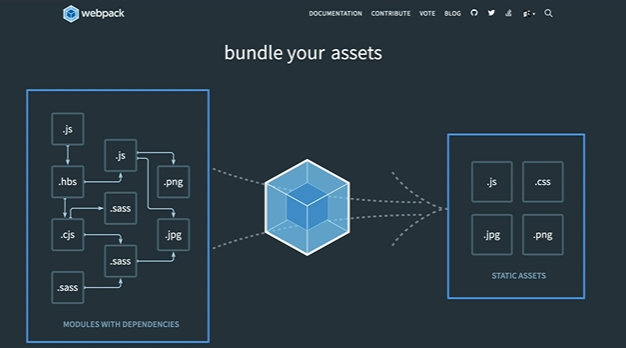 webpack
DOCUMENTATION CONTRIBUTE VOTE BLOG
bundle your assets
.js
.js
.hbs
.png
.sass
.cjs
.jpg
.sass
.sass
MODULES WITH DEPENDENCIES
.js .css
.jpg .png
STATIC ASSETS